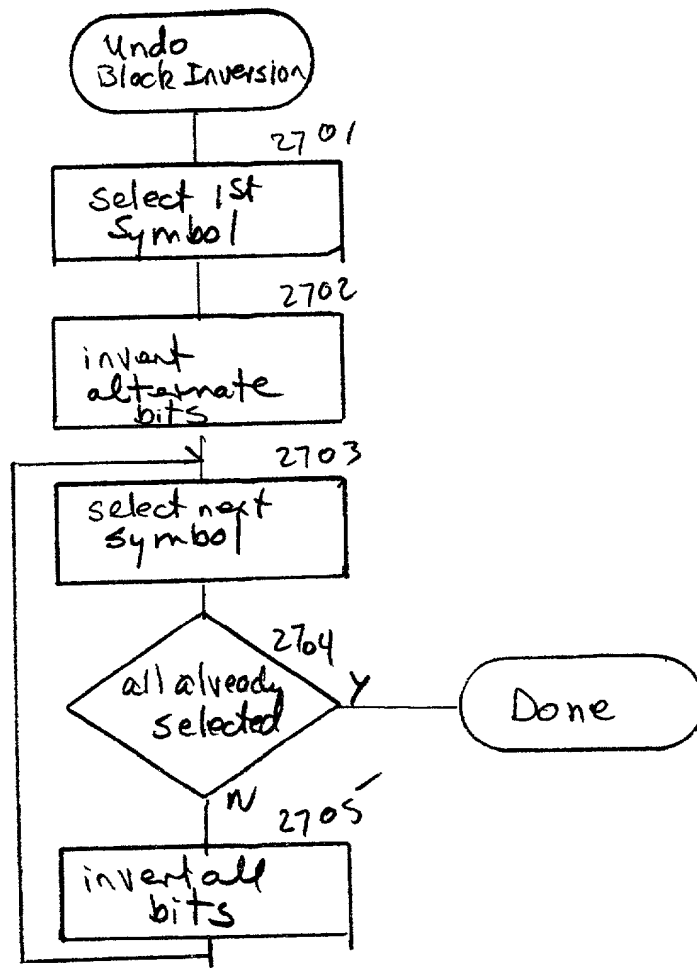 Undo
Block Inversion
2701
select 1st
symbol
2702
invert
alternate
bits
2703
select next
symbol
2704
all already
selected
Y
Done
N
2705
invert all
bits